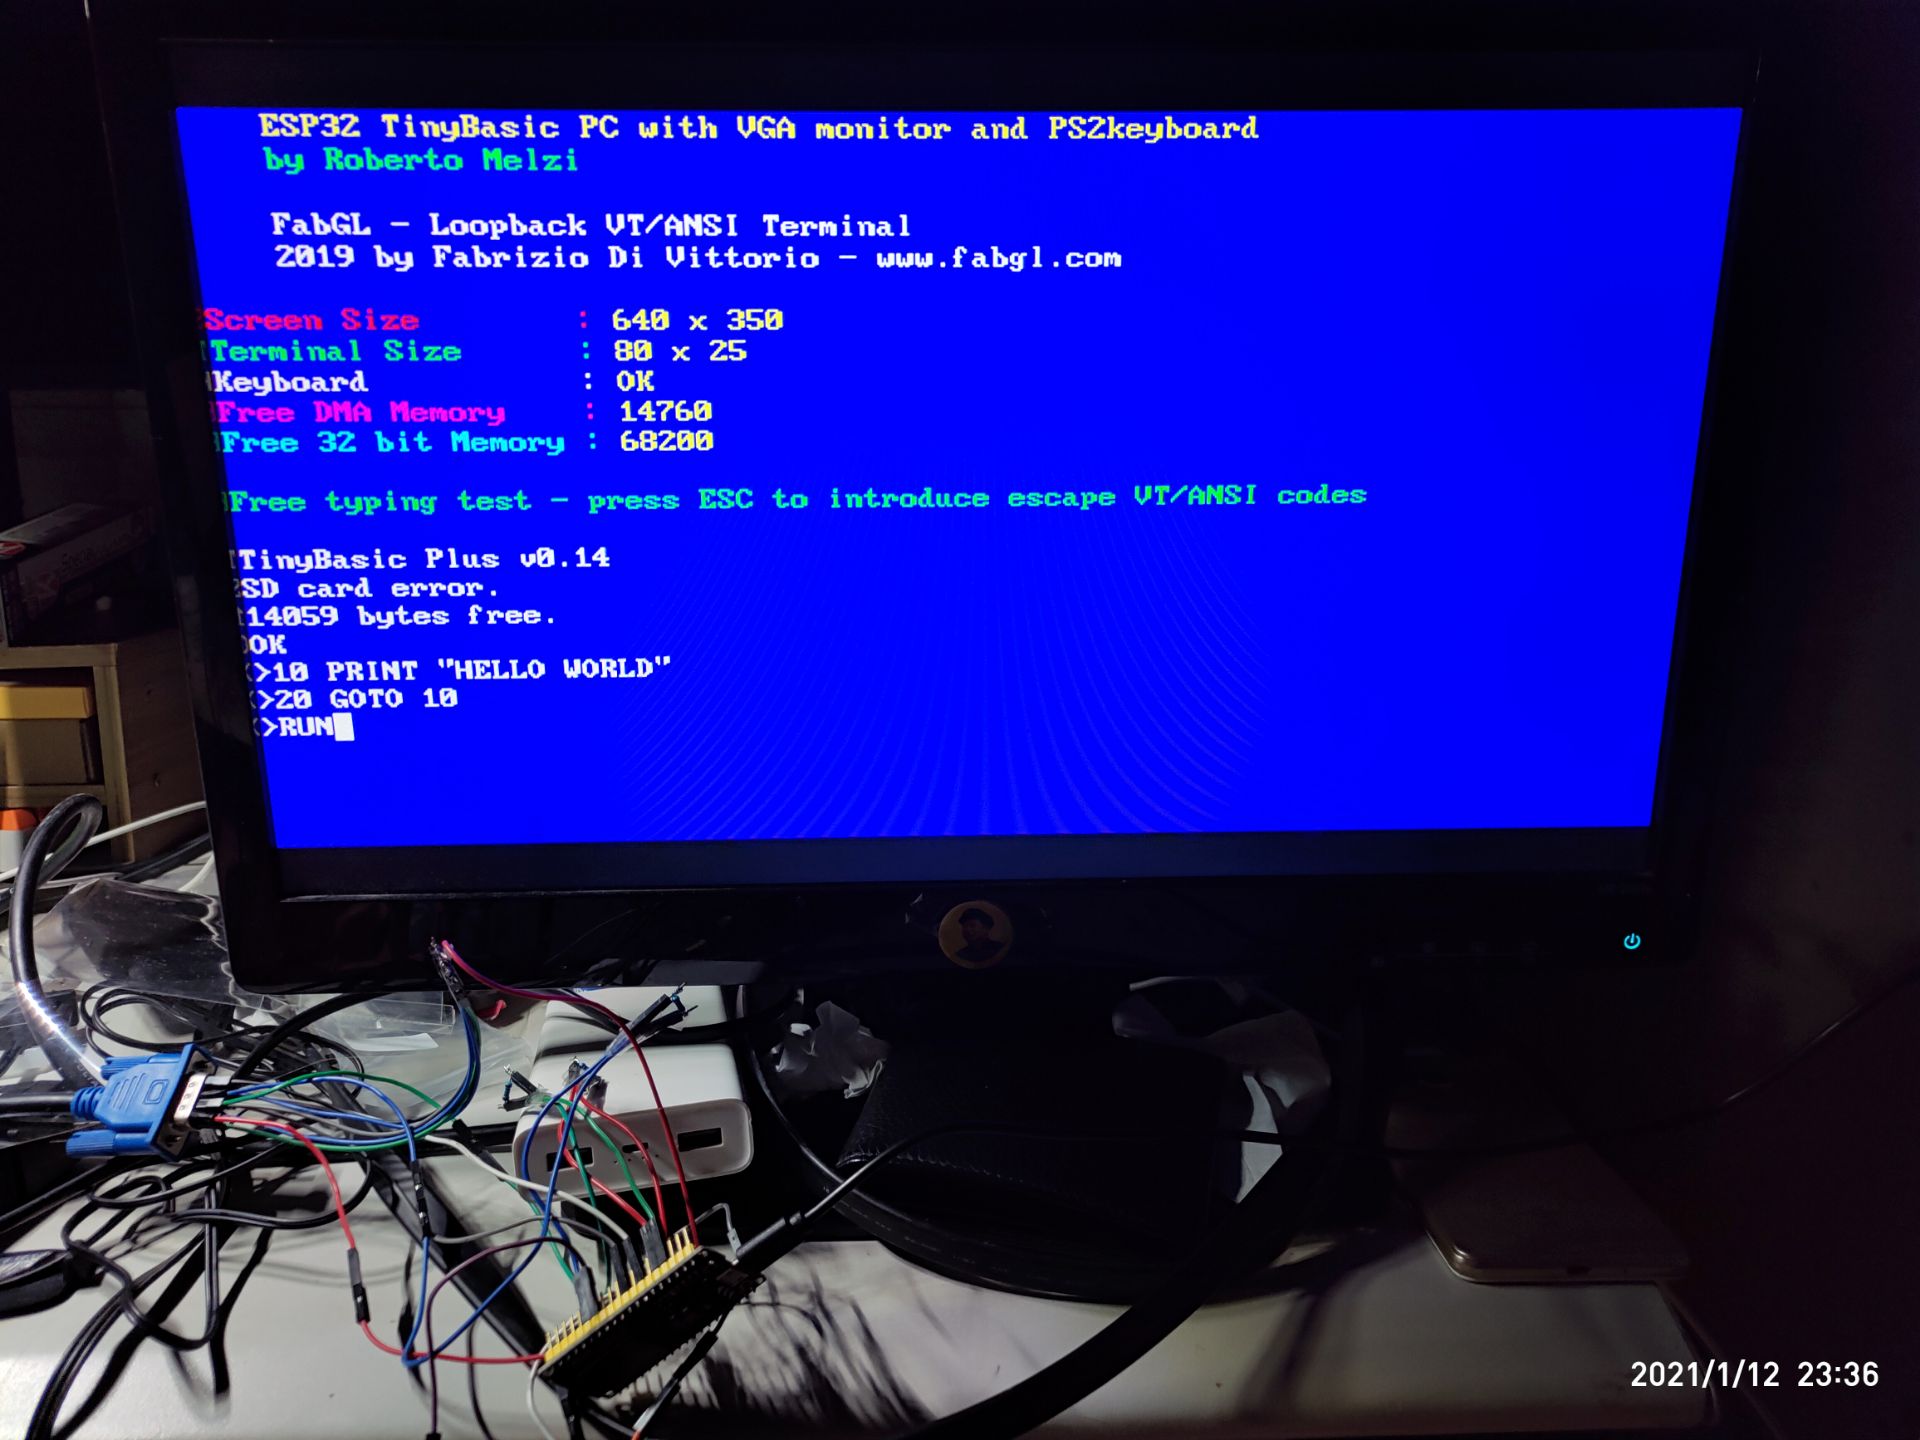 ESP32 TinyBasic PC with VGA monitor and PS2keyboard
by Roberto Melzi
FabGL - Loopback VT/ANSI Terminal
2019 by Fabrizio Di Vittorio - www.fabgl.com
Screen Size : 640 x 350
Terminal Size : 80 x 25
Keyboard : OK
Free DMA Memory : 14760
Free 32 bit Memory : 68200
Free typing test - press ESC to introduce escape VT/ANSI codes
TinyBasic Plus v0.14
SD card error.
14059 bytes free.
OK
>10 PRINT "HELLO WORLD"
>20 GOTO 10
>RUN
2021/1/12 23:36